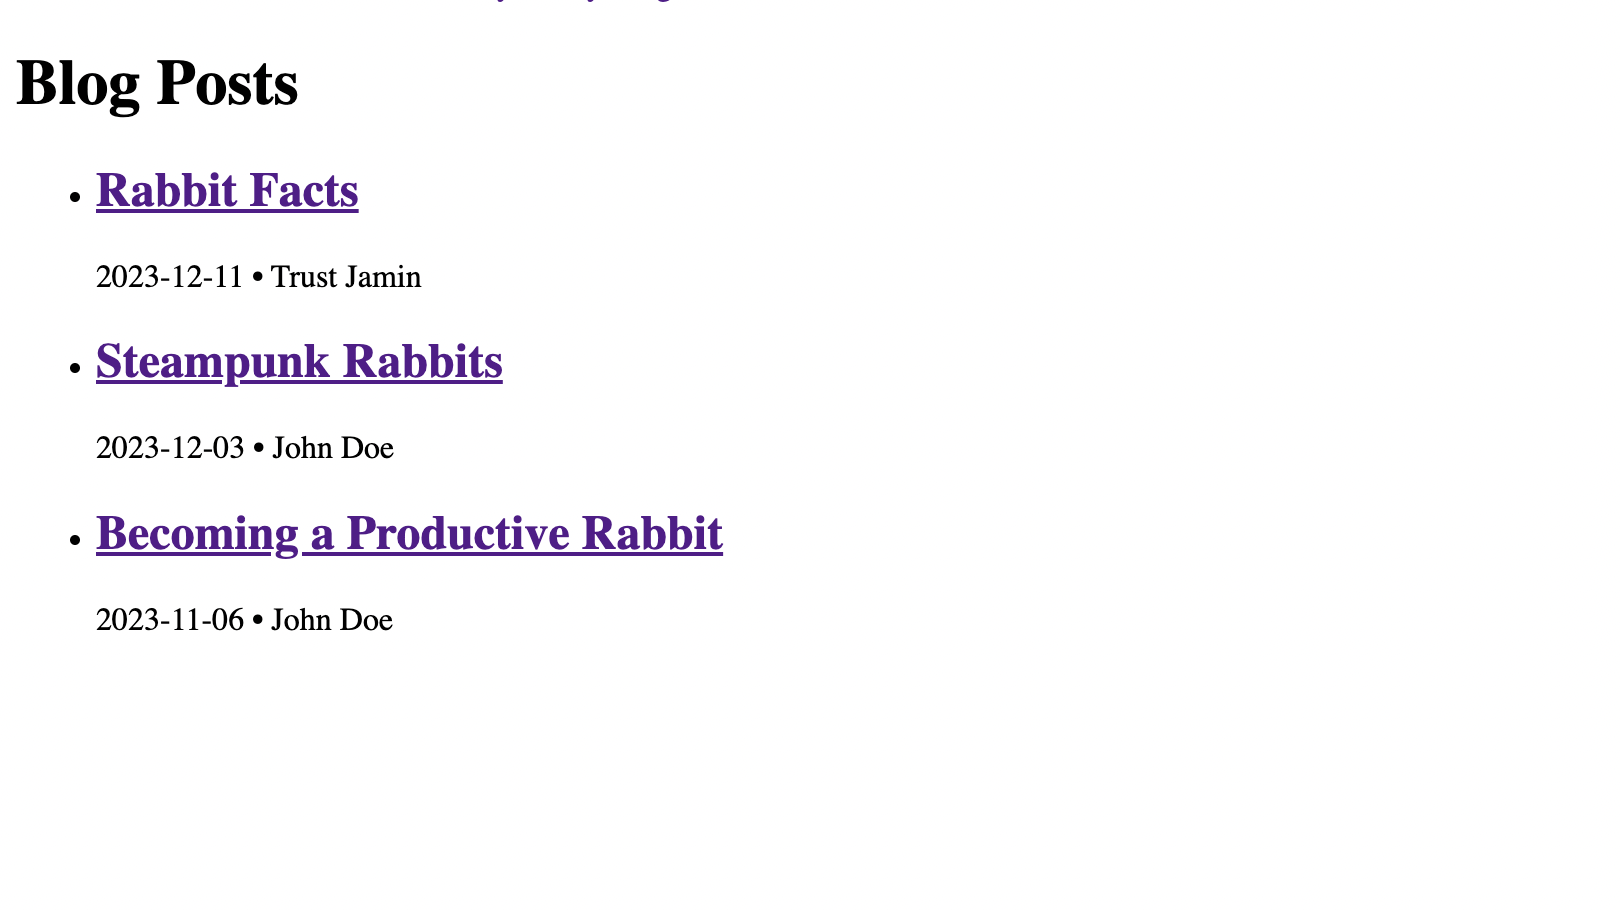 Blog Posts
• Rabbit Facts
2023-12-11 • Trust Jamin
• Steampunk Rabbits
2023-12-03 • John Doe
• Becoming a Productive Rabbit
2023-11-06 • John Doe